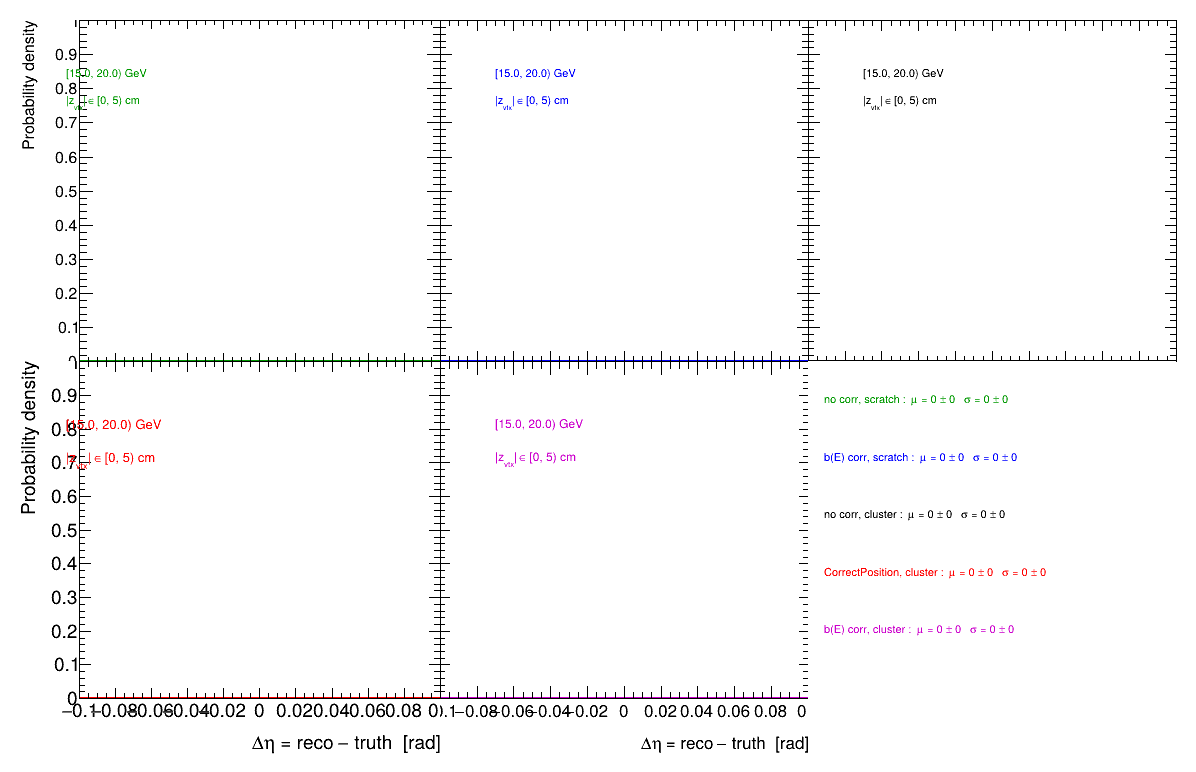 Probability density
0.9
0.8
0.7
0.6
0.5
0.4
0.3
0.2
0.1
0
[15.0, 20.0) GeV
|z_vtx| ∈ [0, 5) cm
[15.0, 20.0) GeV
|z_vtx| ∈ [0, 5) cm
[15.0, 20.0) GeV
|z_vtx| ∈ [0, 5) cm
Probability density
0.9
0.8
0.7
0.6
0.5
0.4
0.3
0.2
0.1
0
[15.0, 20.0) GeV
|z_vtx| ∈ [0, 5) cm
[15.0, 20.0) GeV
|z_vtx| ∈ [0, 5) cm
−0.1 −0.08 −0.06 −0.04 −0.02 0 0.02 0.04 0.06 0.08 0.1
−0.08 −0.06 −0.04 −0.02 0 0.02 0.04 0.06 0.08 0
Δη = reco − truth [rad]
Δη = reco − truth [rad]
no corr, scratch : μ = 0 ± 0 σ = 0 ± 0
b(E) corr, scratch : μ = 0 ± 0 σ = 0 ± 0
no corr, cluster : μ = 0 ± 0 σ = 0 ± 0
CorrectPosition, cluster : μ = 0 ± 0 σ = 0 ± 0
b(E) corr, cluster : μ = 0 ± 0 σ = 0 ± 0